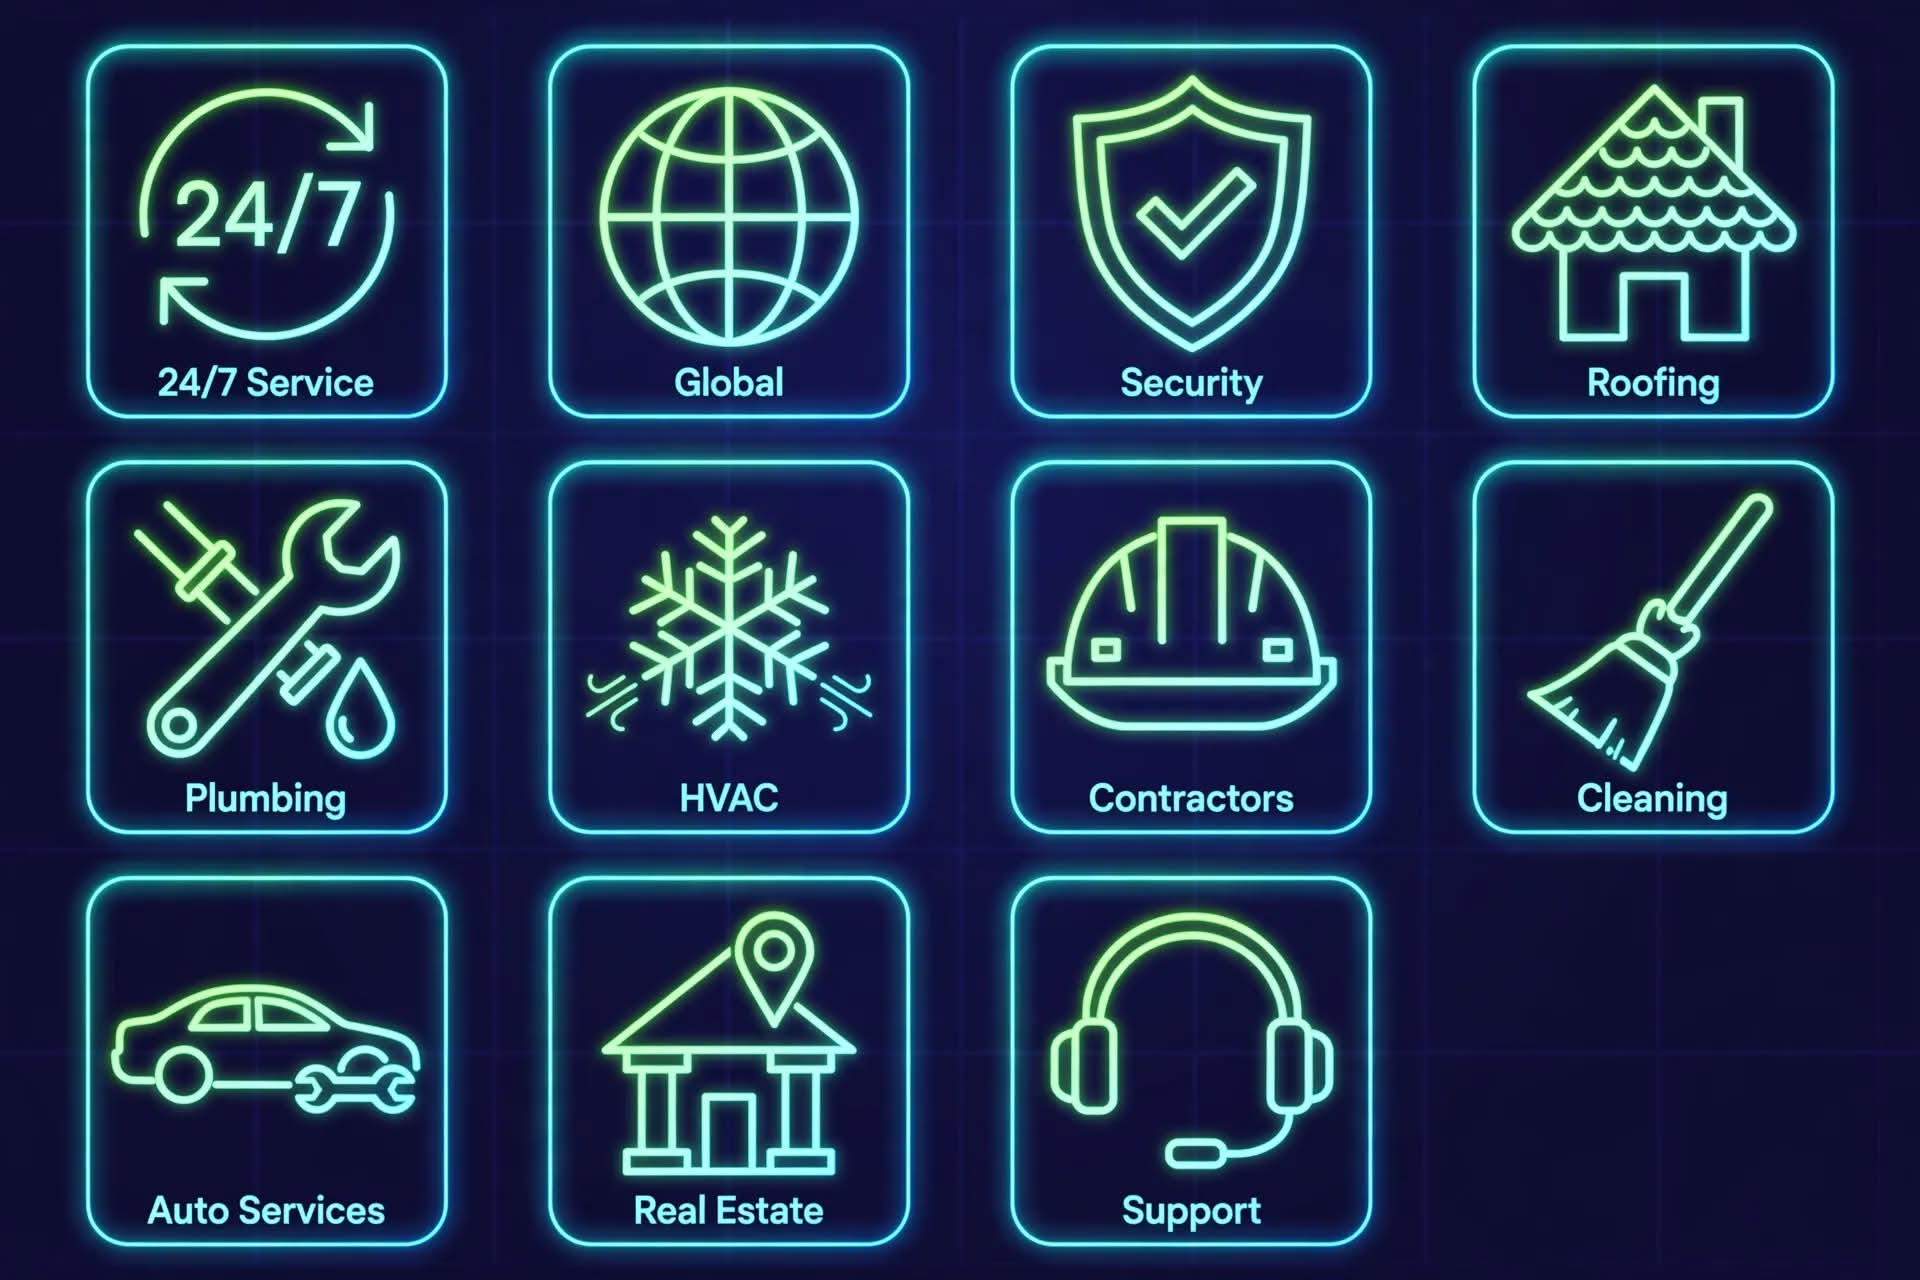 24/7
24/7 Service
Global
Security
Roofing
Plumbing
HVAC
Contractors
Cleaning
Auto Services
Real Estate
Support